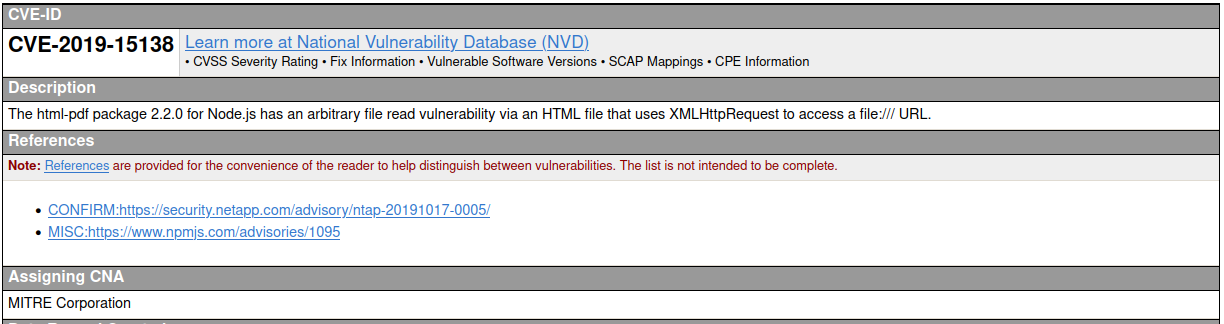 CVE-ID
CVE-2019-15138 Learn more at National Vulnerability Database (NVD)
• CVSS Severity Rating • Fix Information • Vulnerable Software Versions • SCAP Mappings • CPE Information
Description
The html-pdf package 2.2.0 for Node.js has an arbitrary file read vulnerability via an HTML file that uses XMLHttpRequest to access a file:/// URL.
References
Note: References are provided for the convenience of the reader to help distinguish between vulnerabilities. The list is not intended to be complete.
• CONFIRM:https://security.netapp.com/advisory/ntap-20191017-0005/
• MISC:https://www.npmjs.com/advisories/1095
Assigning CNA
MITRE Corporation